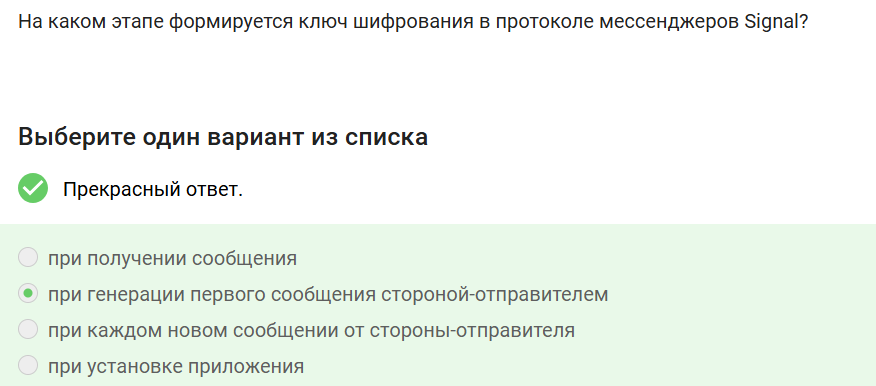 На каком этапе формируется ключ шифрования в протоколе мессенджеров Signal?
Выберите один вариант из списка
Прекрасный ответ.
при получении сообщения
при генерации первого сообщения стороной-отправителем
при каждом новом сообщении от стороны-отправителя
при установке приложения